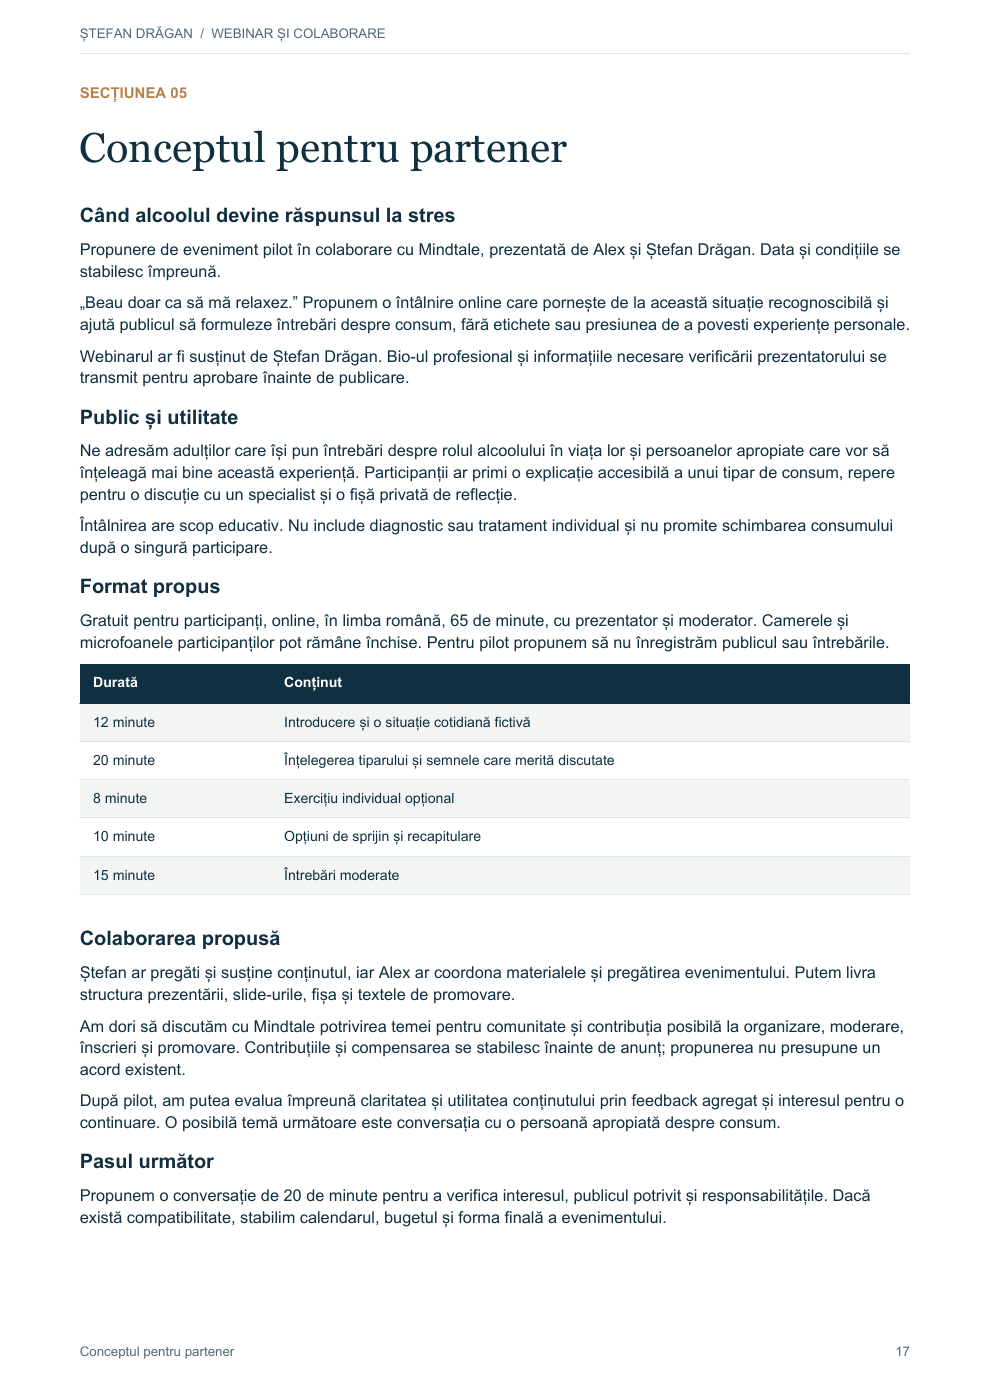 ȘTEFAN DRĂGAN / WEBINAR ȘI COLABORARE
SECȚIUNEA 05
Conceptul pentru partener
Când alcoolul devine răspunsul la stres
Propunere de eveniment pilot în colaborare cu Mindtale, prezentată de Alex și Ștefan Drăgan. Data și condițiile se
stabilesc împreună.
„Beau doar ca să mă relaxez.” Propunem o întâlnire online care pornește de la această situație recognoscibilă și
ajută publicul să formuleze întrebări despre consum, fără etichete sau presiunea de a povesti experiențe personale.
Webinarul ar fi susținut de Ștefan Drăgan. Bio-ul profesional și informațiile necesare verificării prezentatorului se
transmit pentru aprobare înainte de publicare.
Public și utilitate
Ne adresăm adulților care își pun întrebări despre rolul alcoolului în viața lor și persoanelor apropiate care vor să
înțeleagă mai bine această experiență. Participanții ar primi o explicație accesibilă a unui tipar de consum, repere
pentru o discuție cu un specialist și o fișă privată de reflecție.
Întâlnirea are scop educativ. Nu include diagnostic sau tratament individual și nu promite schimbarea consumului
după o singură participare.
Format propus
Gratuit pentru participanți, online, în limba română, 65 de minute, cu prezentator și moderator. Camerele și
microfoanele participanților pot rămâne închise. Pentru pilot propunem să nu înregistrăm publicul sau întrebările.
Durată Conținut
12 minute Introducere și o situație cotidiană fictivă
20 minute Înțelegerea tiparului și semnele care merită discutate
8 minute Exercițiu individual opțional
10 minute Opțiuni de sprijin și recapitulare
15 minute Întrebări moderate
Colaborarea propusă
Ștefan ar pregăti și susține conținutul, iar Alex ar coordona materialele și pregătirea evenimentului. Putem livra
structura prezentării, slide-urile, fișa și textele de promovare.
Am dori să discutăm cu Mindtale potrivirea temei pentru comunitate și contribuția posibilă la organizare, moderare,
înscrieri și promovare. Contribuțiile și compensarea se stabilesc înainte de anunț; propunerea nu presupune un
acord existent.
După pilot, am putea evalua împreună claritatea și utilitatea conținutului prin feedback agregat și interesul pentru o
continuare. O posibilă temă următoare este conversația cu o persoană apropiată despre consum.
Pasul următor
Propunem o conversație de 20 de minute pentru a verifica interesul, publicul potrivit și responsabilitățile. Dacă
există compatibilitate, stabilim calendarul, bugetul și forma finală a evenimentului.
Conceptul pentru partener 17